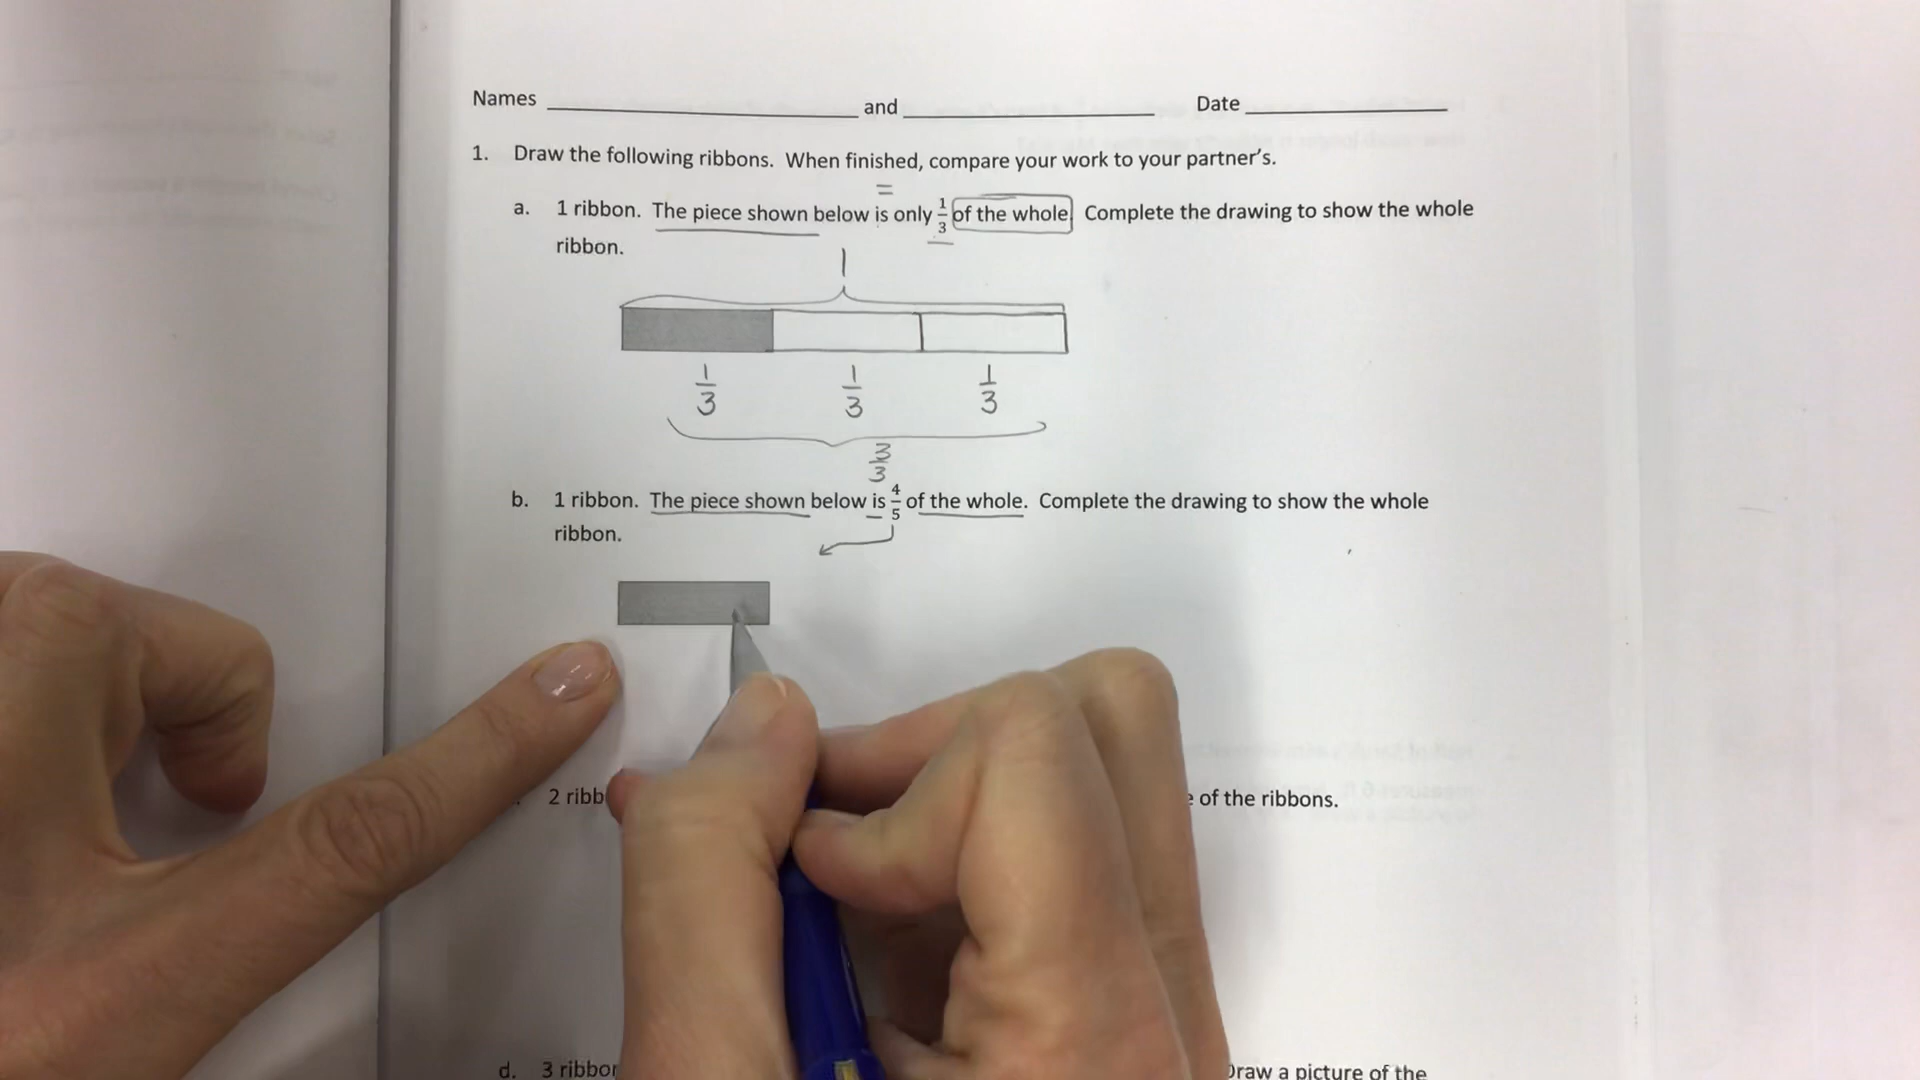 Names and Date
1. Draw the following ribbons. When finished, compare your work to your partner's.
=
a. 1 ribbon. The piece shown below is only 1/3 of the whole. Complete the drawing to show the whole
ribbon.
1
1/3 1/3 1/3
3/3
b. 1 ribbon. The piece shown below is 4/5 of the whole. Complete the drawing to show the whole
ribbon.
2 of the ribbons.
d. 3 Draw a picture of the